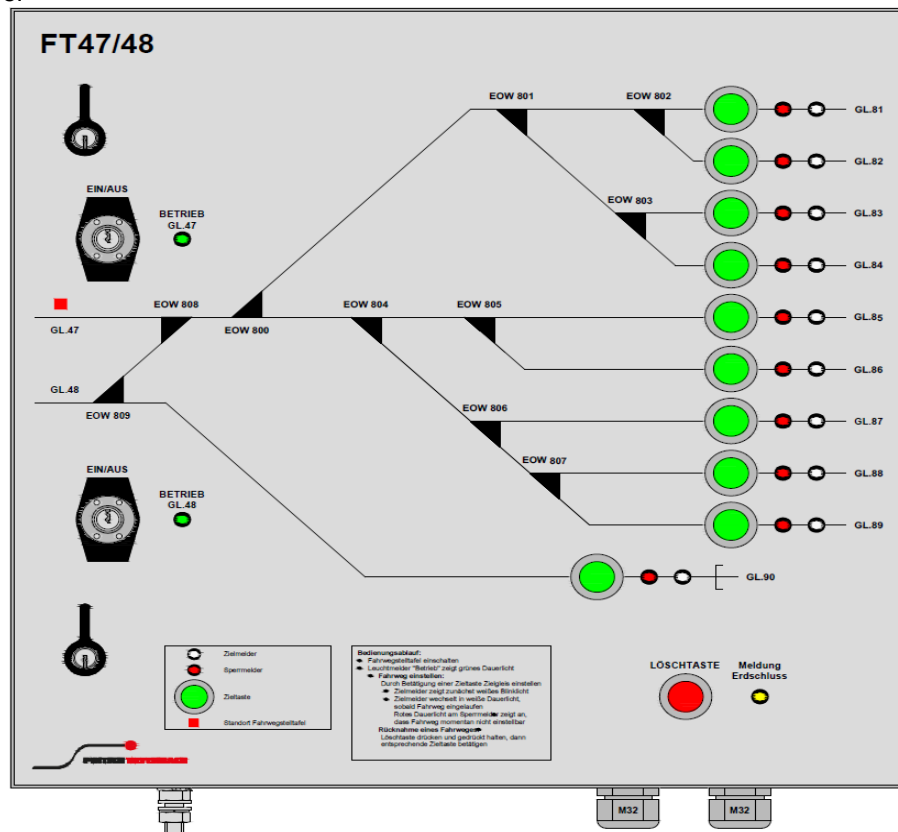 FT47/48
EOW 801
EOW 802
GL.81
GL.82
EOW 803
GL.83
GL.84
EIN/AUS
BETRIEB
GL.47
EOW 808
EOW 804
EOW 805
GL.85
GL.47
EOW 800
GL.86
GL.48
EOW 809
EOW 806
GL.87
EOW 807
GL.88
EIN/AUS
BETRIEB
GL.48
GL.89
GL.90
Zielmelder
Sperrmelder
Zieltaste
Standort Fahrwegstelltafel
Bedienungsablauf:
Fahrwegstelltafel einschalten
Leuchtmelder "Betrieb" zeigt grünes Dauerlicht
Fahrweg einstellen:
Durch Betätigung einer Zieltaste Zielgleis einstellen
Zielmelder zeigt zunächst weißes Blinklicht
Zielmelder wechselt in weiße Dauerlicht,
sobald Fahrweg eingelaufen
Rotes Dauerlicht am Sperrmelder zeigt an,
dass Fahrweg momentan nicht einstellbar
Rücknahme eines Fahrweges
Löschtaste drücken und gedrückt halten, dann
entsprechende Zieltaste betätigen
LÖSCHTASTE
Meldung
Erdschluss
M32
M32